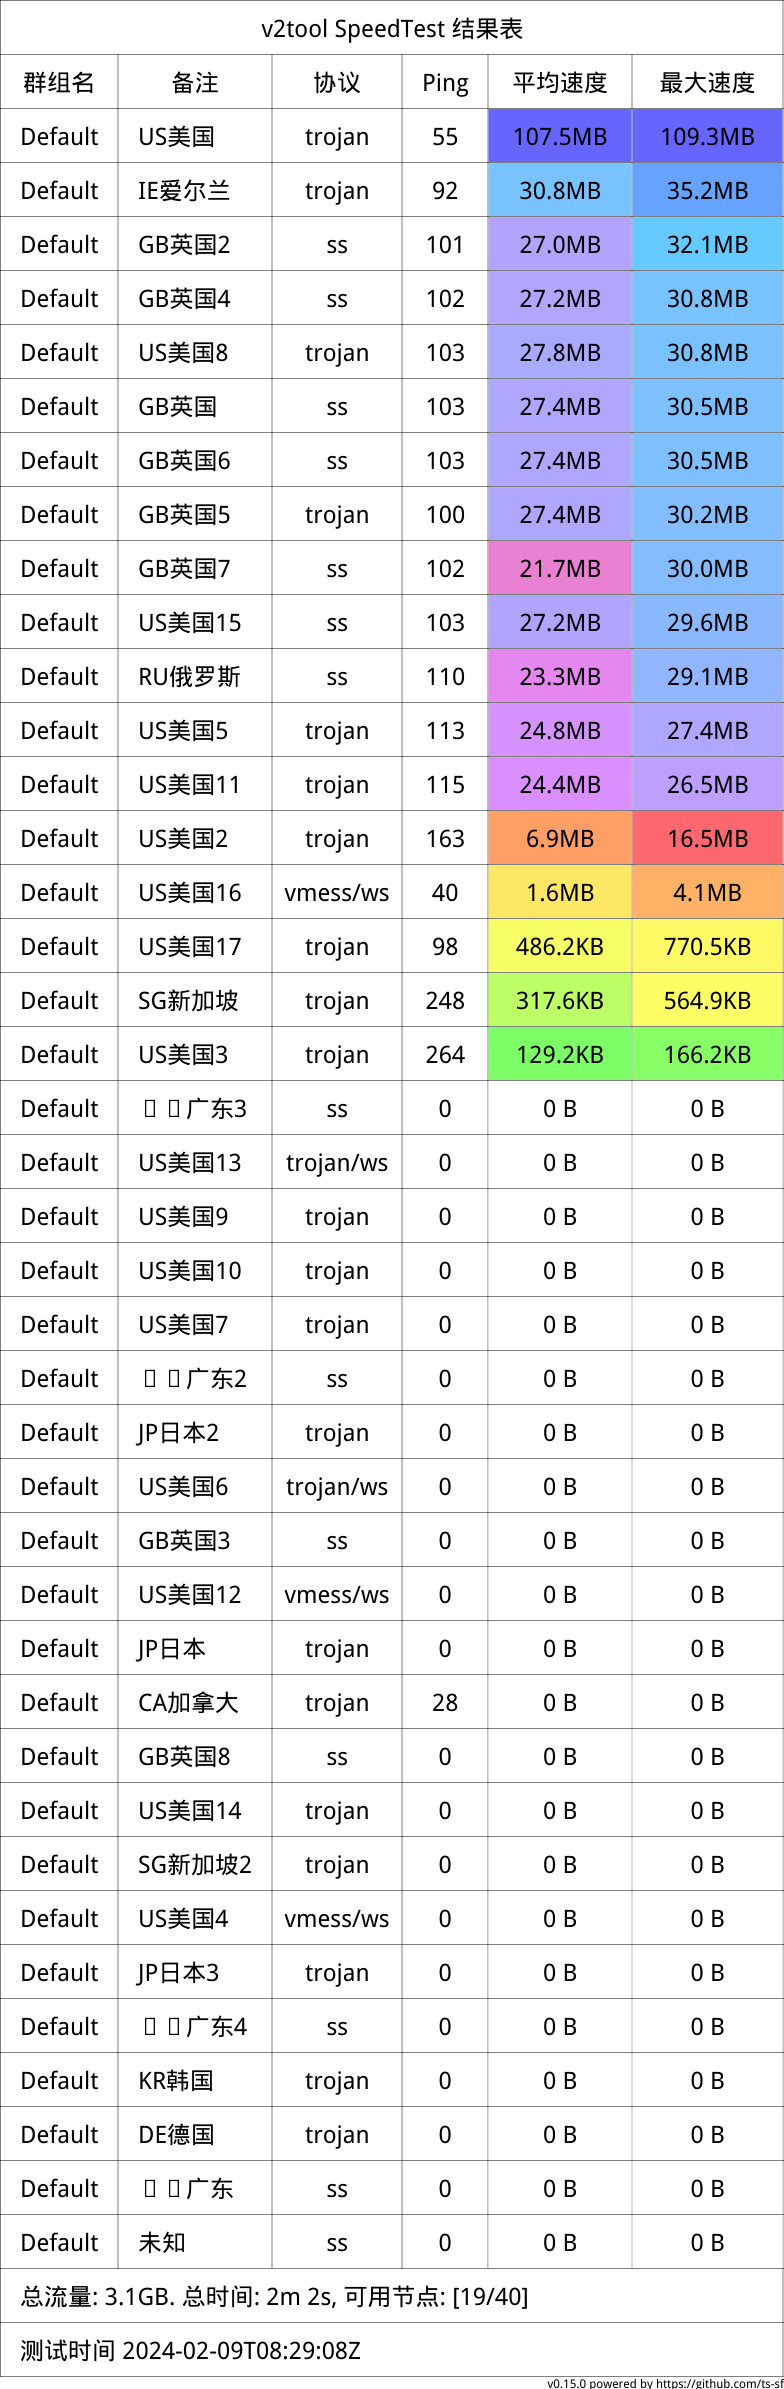 v2tool SpeedTest 结果表
群组名 备注 协议 Ping 平均速度 最大速度
Default US美国 trojan 55 107.5MB 109.3MB
Default IE爱尔兰 trojan 92 30.8MB 35.2MB
Default GB英国2 ss 101 27.0MB 32.1MB
Default GB英国4 ss 102 27.2MB 30.8MB
Default US美国8 trojan 103 27.8MB 30.8MB
Default GB英国 ss 103 27.4MB 30.5MB
Default GB英国6 ss 103 27.4MB 30.5MB
Default GB英国5 trojan 100 27.4MB 30.2MB
Default GB英国7 ss 102 21.7MB 30.0MB
Default US美国15 ss 103 27.2MB 29.6MB
Default RU俄罗斯 ss 110 23.3MB 29.1MB
Default US美国5 trojan 113 24.8MB 27.4MB
Default US美国11 trojan 115 24.4MB 26.5MB
Default US美国2 trojan 163 6.9MB 16.5MB
Default US美国16 vmess/ws 40 1.6MB 4.1MB
Default US美国17 trojan 98 486.2KB 770.5KB
Default SG新加坡 trojan 248 317.6KB 564.9KB
Default US美国3 trojan 264 129.2KB 166.2KB
Default 广东3 ss 0 0 B 0 B
Default US美国13 trojan/ws 0 0 B 0 B
Default US美国9 trojan 0 0 B 0 B
Default US美国10 trojan 0 0 B 0 B
Default US美国7 trojan 0 0 B 0 B
Default 广东2 ss 0 0 B 0 B
Default JP日本2 trojan 0 0 B 0 B
Default US美国6 trojan/ws 0 0 B 0 B
Default GB英国3 ss 0 0 B 0 B
Default US美国12 vmess/ws 0 0 B 0 B
Default JP日本 trojan 0 0 B 0 B
Default CA加拿大 trojan 28 0 B 0 B
Default GB英国8 ss 0 0 B 0 B
Default US美国14 trojan 0 0 B 0 B
Default SG新加坡2 trojan 0 0 B 0 B
Default US美国4 vmess/ws 0 0 B 0 B
Default JP日本3 trojan 0 0 B 0 B
Default 广东4 ss 0 0 B 0 B
Default KR韩国 trojan 0 0 B 0 B
Default DE德国 trojan 0 0 B 0 B
Default 广东 ss 0 0 B 0 B
Default 未知 ss 0 0 B 0 B
总流量: 3.1GB. 总时间: 2m 2s, 可用节点: [19/40]
测试时间 2024-02-09T08:29:08Z
v0.15.0 powered by https://github.com/ts-sf